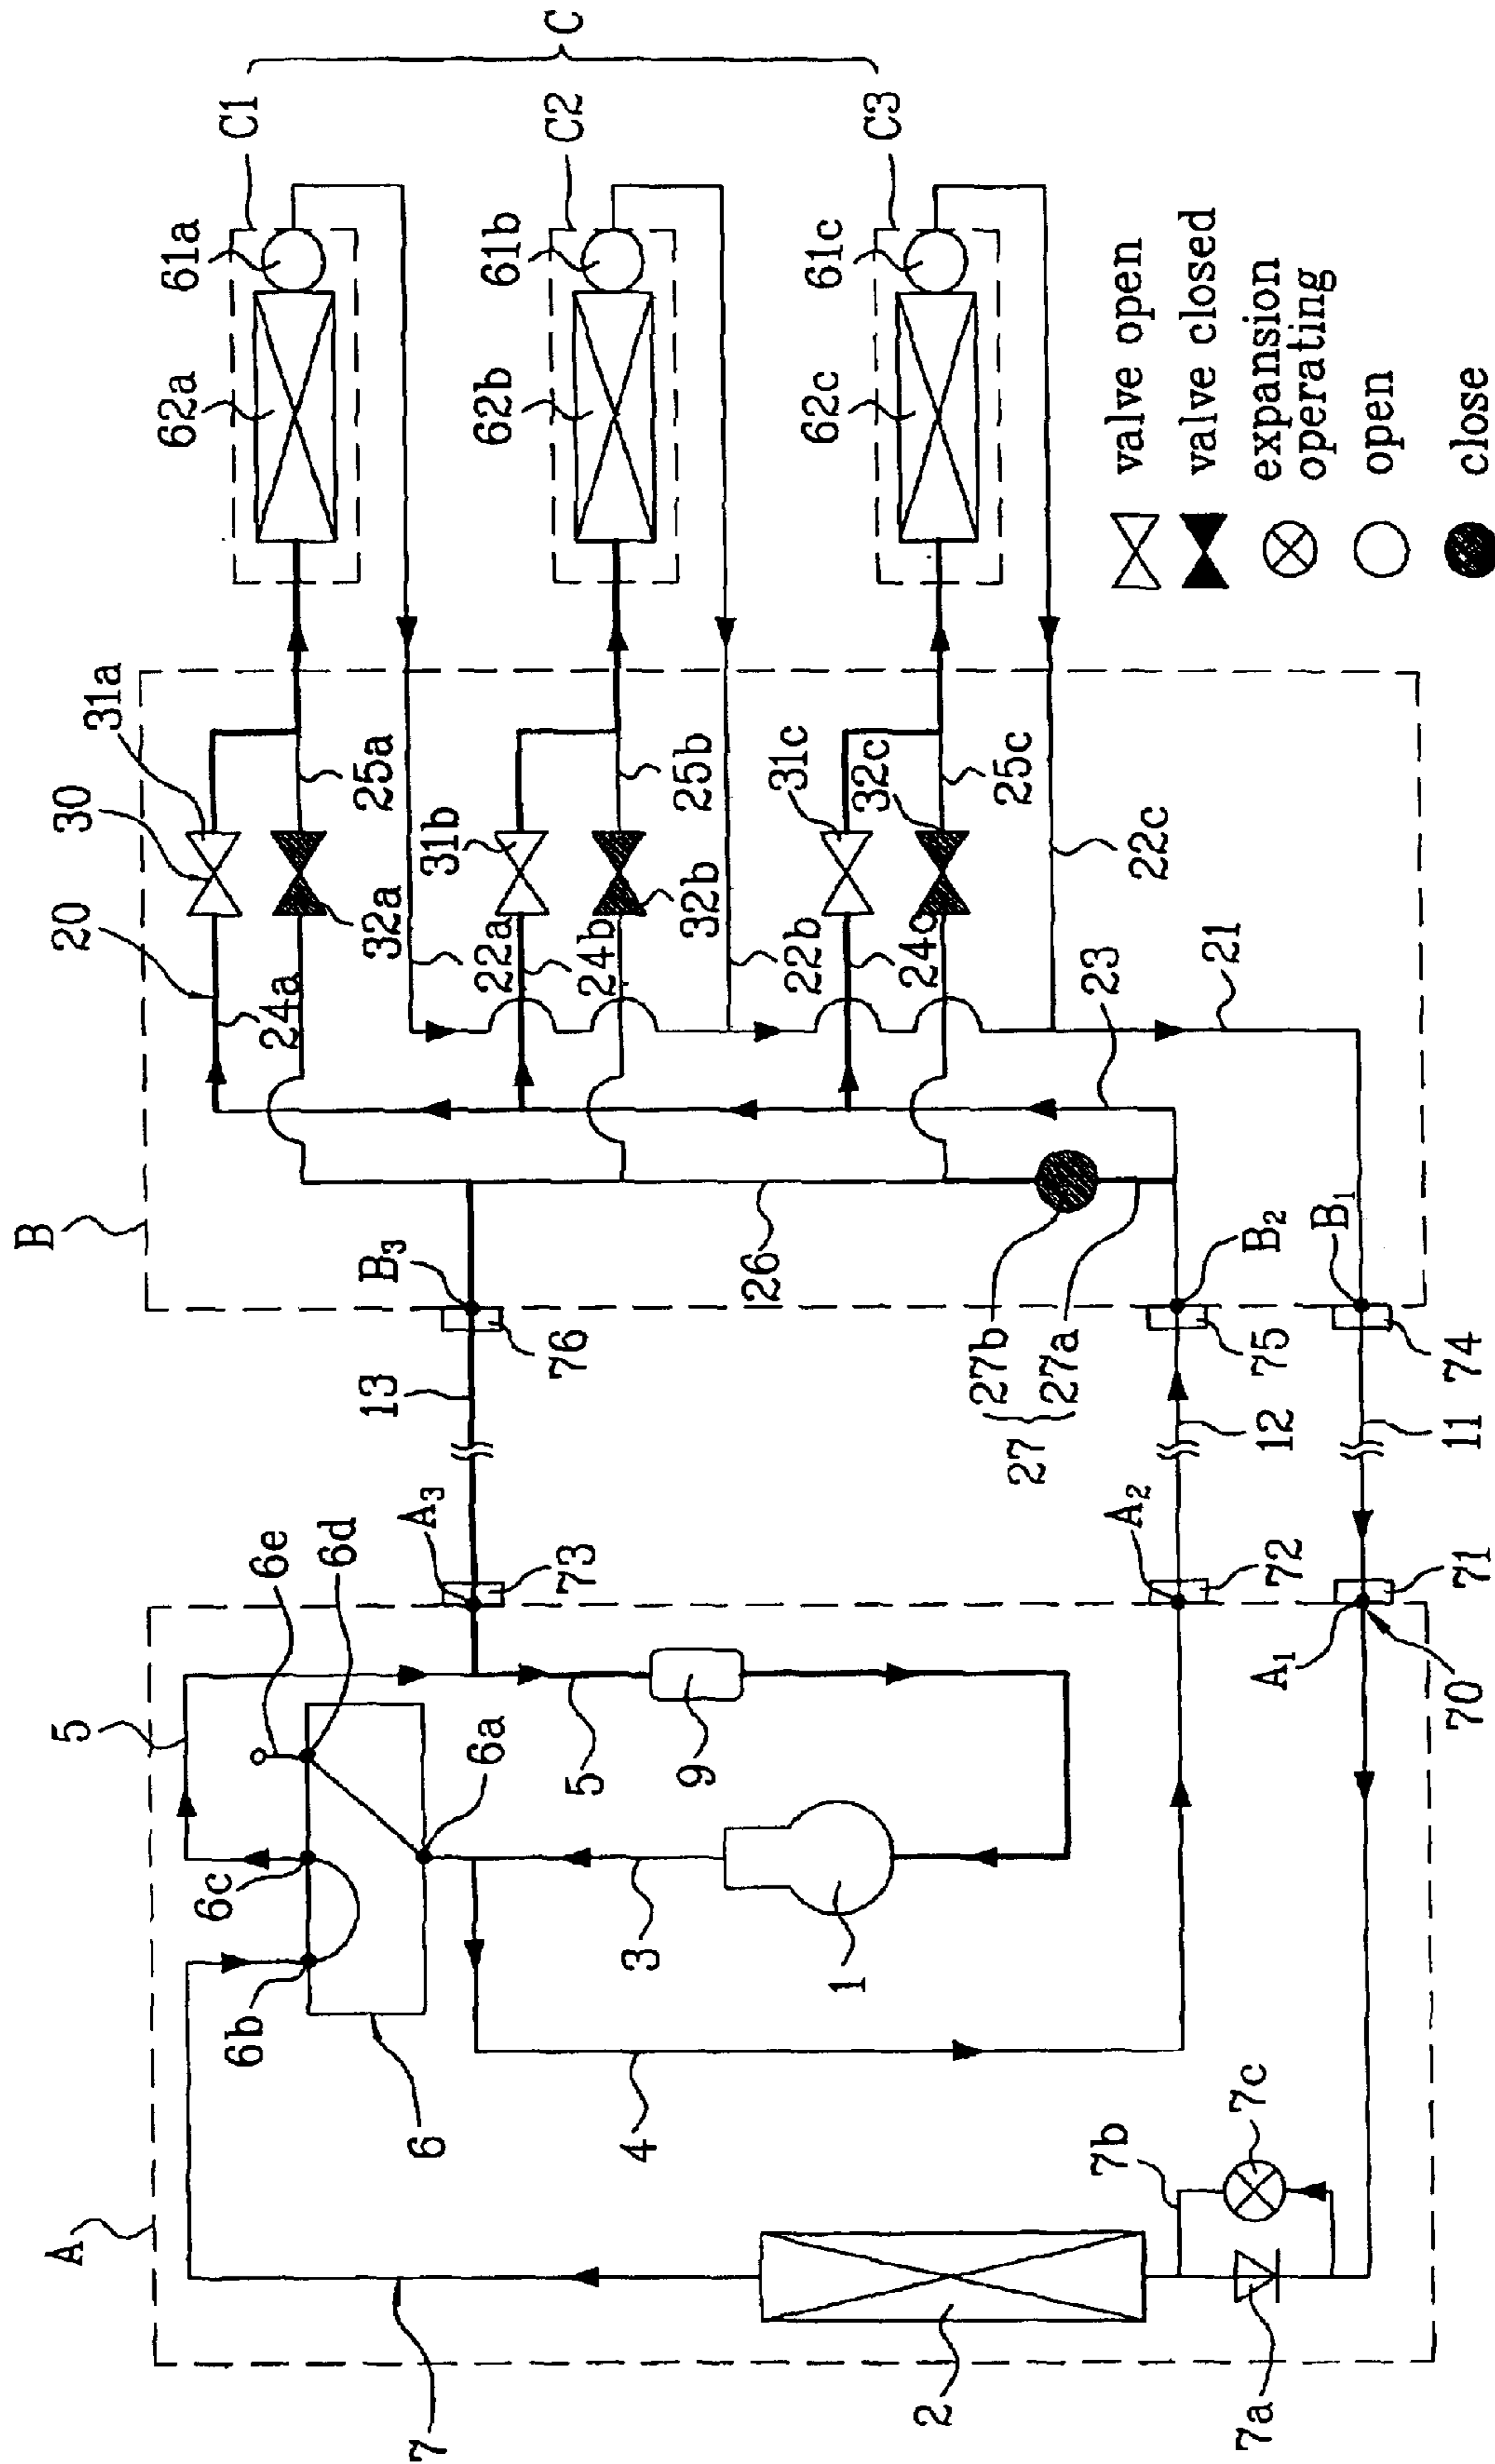 C
C1
C2
C3
61a
62a
61b
62b
61c
62c
valve open
valve closed
expansion operating
open
close
31a
30
20
24a
32a
25a
22a
31b
24b
32b
25b
22b
31c
24c
32c
25c
22c
23
21
B
B3
76
13
26
27b
27a
27
B2
75
12
B1
74
11
A3
73
A2
72
A1
71
70
6e
6d
5
6c
6a
5
9
6b
6
3
1
4
A
7
2
7b
7c
7a